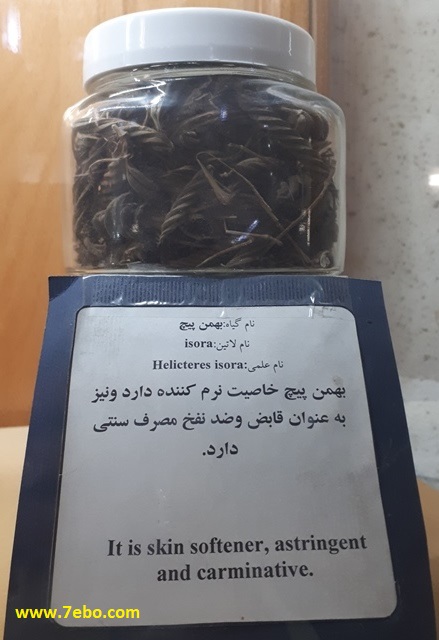 نام گیاه:بهمن پیچ
نام لاتین:isora
نام علمی:Helicteres isora
بهمن پیچ خاصیت نرم کننده دارد ونیز
به عنوان قابض وضد نفخ مصرف سنتی
دارد.
It is skin softener, astringent
and carminative.
www.7ebo.com